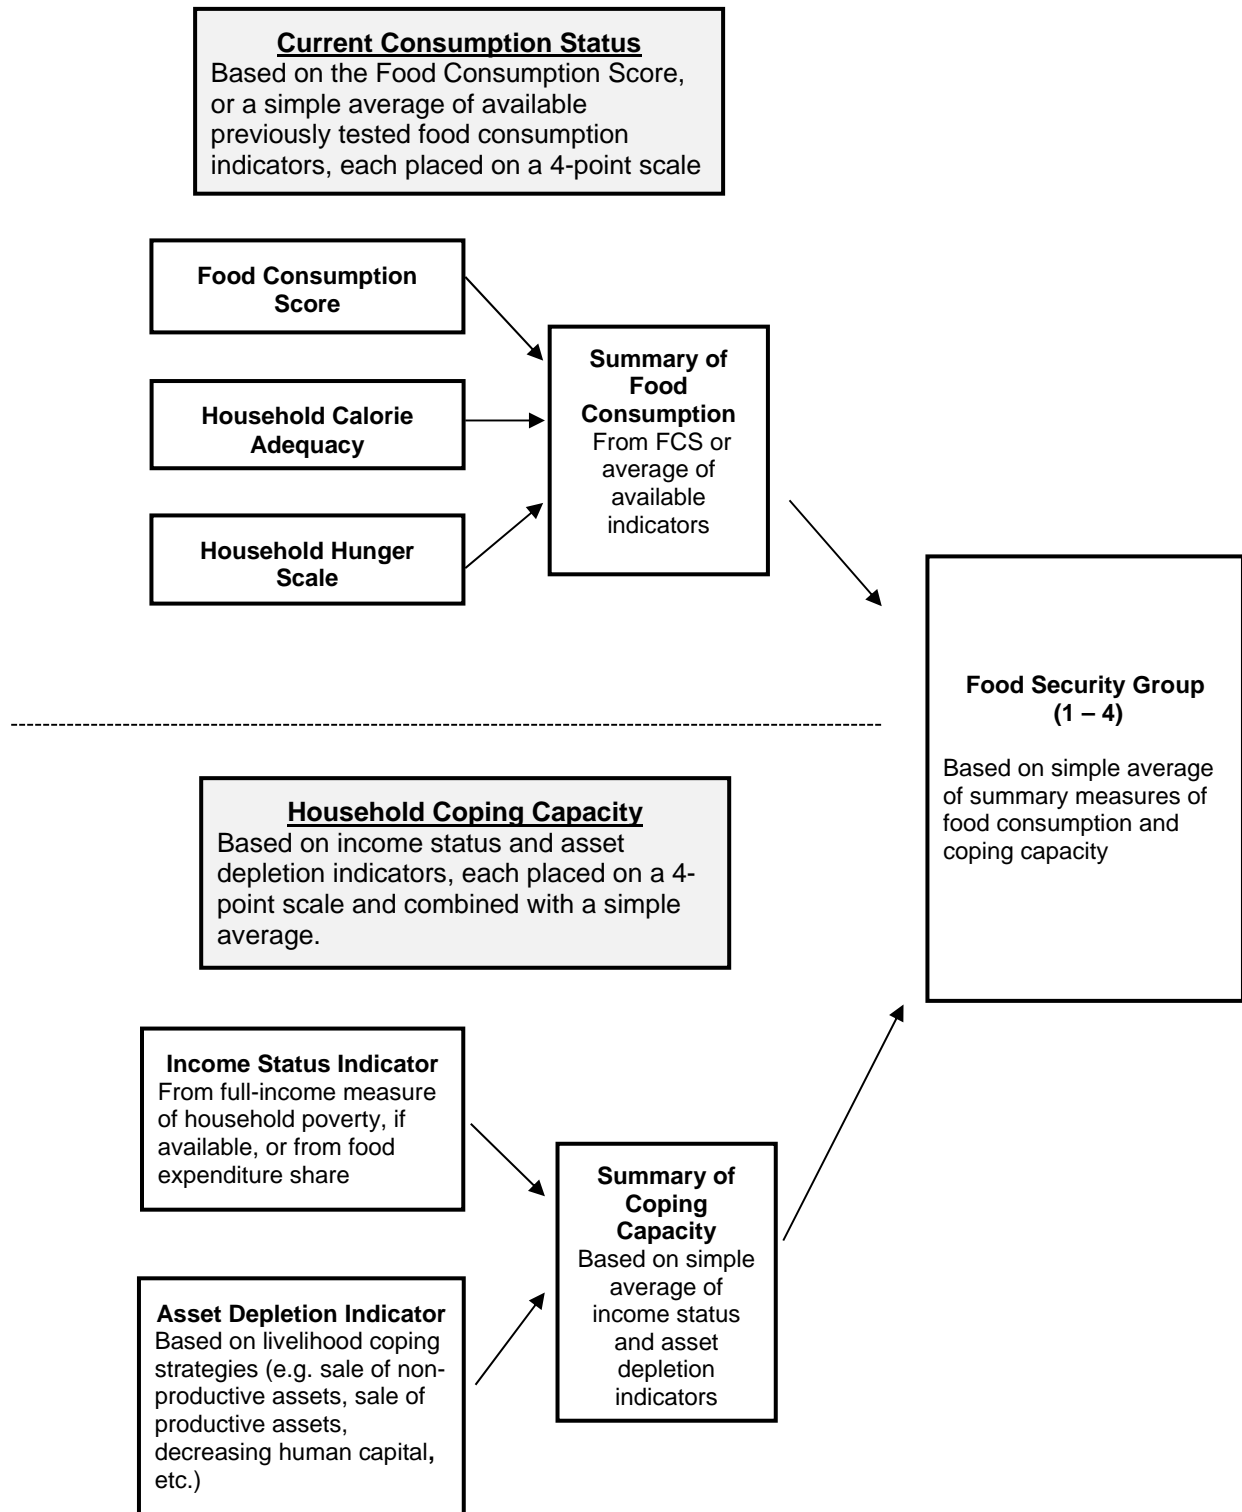 Current Consumption Status
Based on the Food Consumption Score,
or a simple average of available
previously tested food consumption
indicators, each placed on a 4-point scale
Food Consumption
Score
Household Calorie
Adequacy
Household Hunger
Scale
Summary of
Food
Consumption
From FCS or
average of
available
indicators
Food Security Group
(1 – 4)
Based on simple average
of summary measures of
food consumption and
coping capacity
Household Coping Capacity
Based on income status and asset
depletion indicators, each placed on a 4-
point scale and combined with a simple
average.
Income Status Indicator
From full-income measure
of household poverty, if
available, or from food
expenditure share
Asset Depletion Indicator
Based on livelihood coping
strategies (e.g. sale of non-
productive assets, sale of
productive assets,
decreasing human capital,
etc.)
Summary of
Coping
Capacity
Based on simple
average of
income status
and asset
depletion
indicators